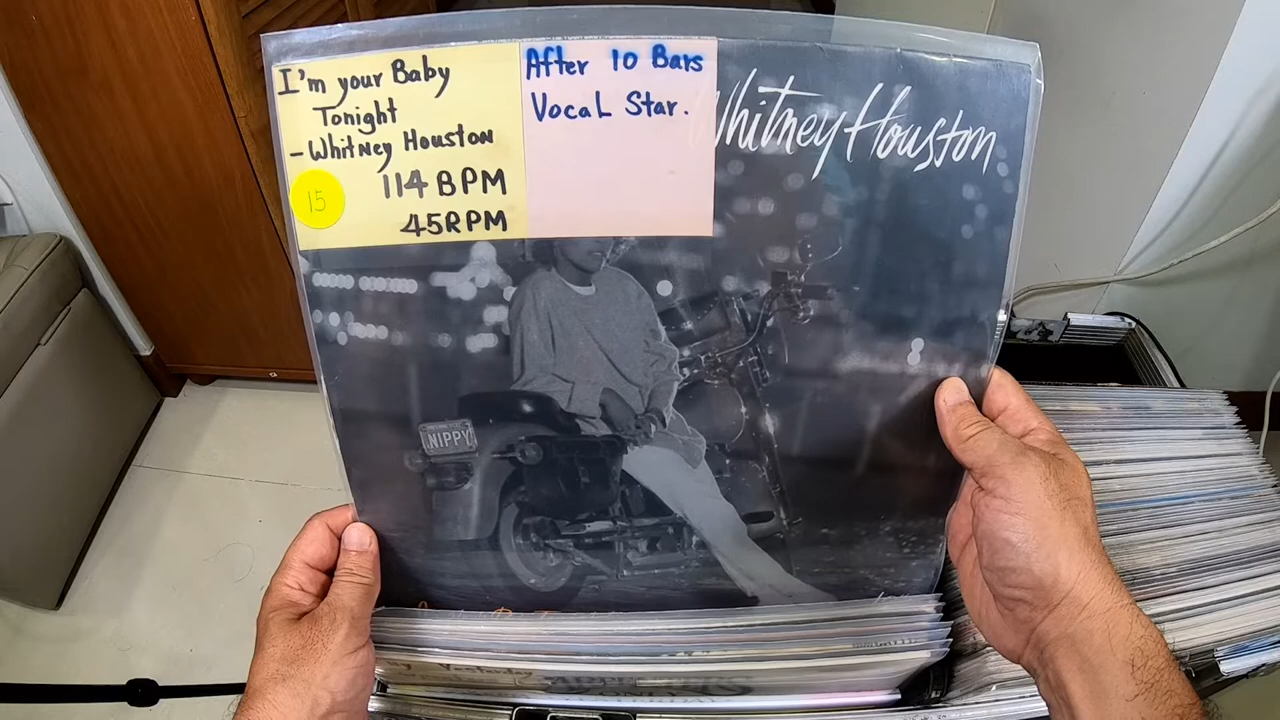 I'm your Baby
Tonight
- Whitney Houston
15
114 BPM
45RPM
After 10 Bars
Vocal Star.
Whitney Houston
NIPPY